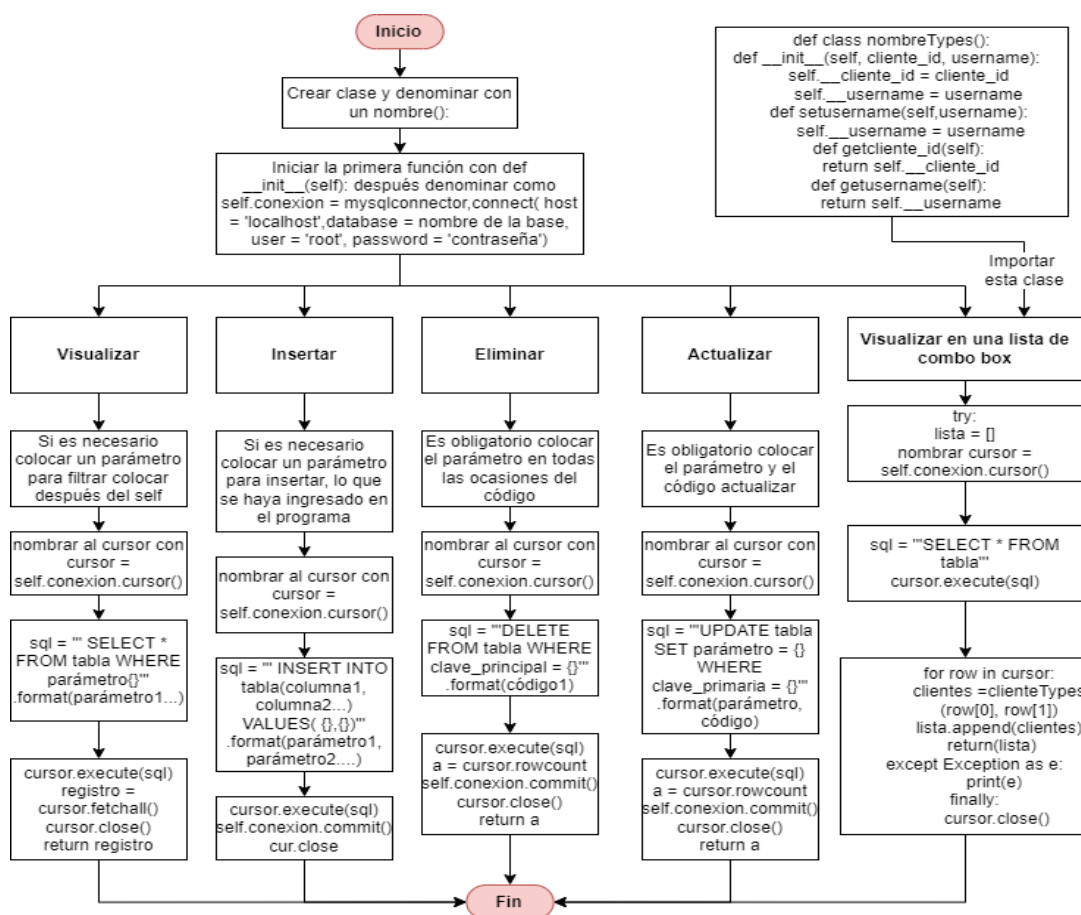 Inicio
Crear clase y denominar con
un nombre():
Iniciar la primera función con def
__init__(self): después denominar como
self.conexion = mysqlconnector,connect( host
= 'localhost',database = nombre de la base,
user = 'root', password = 'contraseña')
def class nombreTypes():
def __init__(self, cliente_id, username):
self.__cliente_id = cliente_id
self.__username = username
def setusername(self,username):
self.__username = username
def getcliente_id(self):
return self.__cliente_id
def getusername(self):
return self.__username
Importar
esta clase
Visualizar
Si es necesario
colocar un parámetro
para filtrar colocar
después del self
nombrar al cursor con
cursor =
self.conexion.cursor()
sql = ''' SELECT *
FROM tabla WHERE
parámetro{}'''
.format(parámetro1...)
cursor.execute(sql)
registro =
cursor.fetchall()
cursor.close()
return registro
Insertar
Si es necesario
colocar un parámetro
para insertar, lo que
se haya ingresado en
el programa
nombrar al cursor con
cursor =
self.conexion.cursor()
sql = ''' INSERT INTO
tabla(columna1,
columna2...)
VALUES( {},{})'''
.format(parámetro1,
parámetro2....)
cursor.execute(sql)
self.conexion.commit()
cur.close
Eliminar
Es obligatorio colocar
el parámetro en todas
las ocasiones del
código
nombrar al cursor con
cursor =
self.conexion.cursor()
sql = '''DELETE
FROM tabla WHERE
clave_principal = {}'''
.format(código1)
cursor.execute(sql)
a = cursor.rowcount
self.conexion.commit()
cursor.close()
return a
Actualizar
Es obligatorio colocar
el parámetro y el
código actualizar
nombrar al cursor con
cursor =
self.conexion.cursor()
sql = '''UPDATE tabla
SET parámetro = {}
WHERE
clave_primaria = {}'''
.format(parámetro,
código)
cursor.execute(sql)
a = cursor.rowcount
self.conexion.commit()
cursor.close()
return a
Visualizar en una lista de
combo box
try:
lista = []
nombrar cursor =
self.conexion.cursor()
sql = '''SELECT * FROM
tabla'''
cursor.execute(sql)
for row in cursor:
clientes =clienteTypes
(row[0], row[1])
lista.append(clientes)
return(lista)
except Exception as e:
print(e)
finally:
cursor.close()
Fin